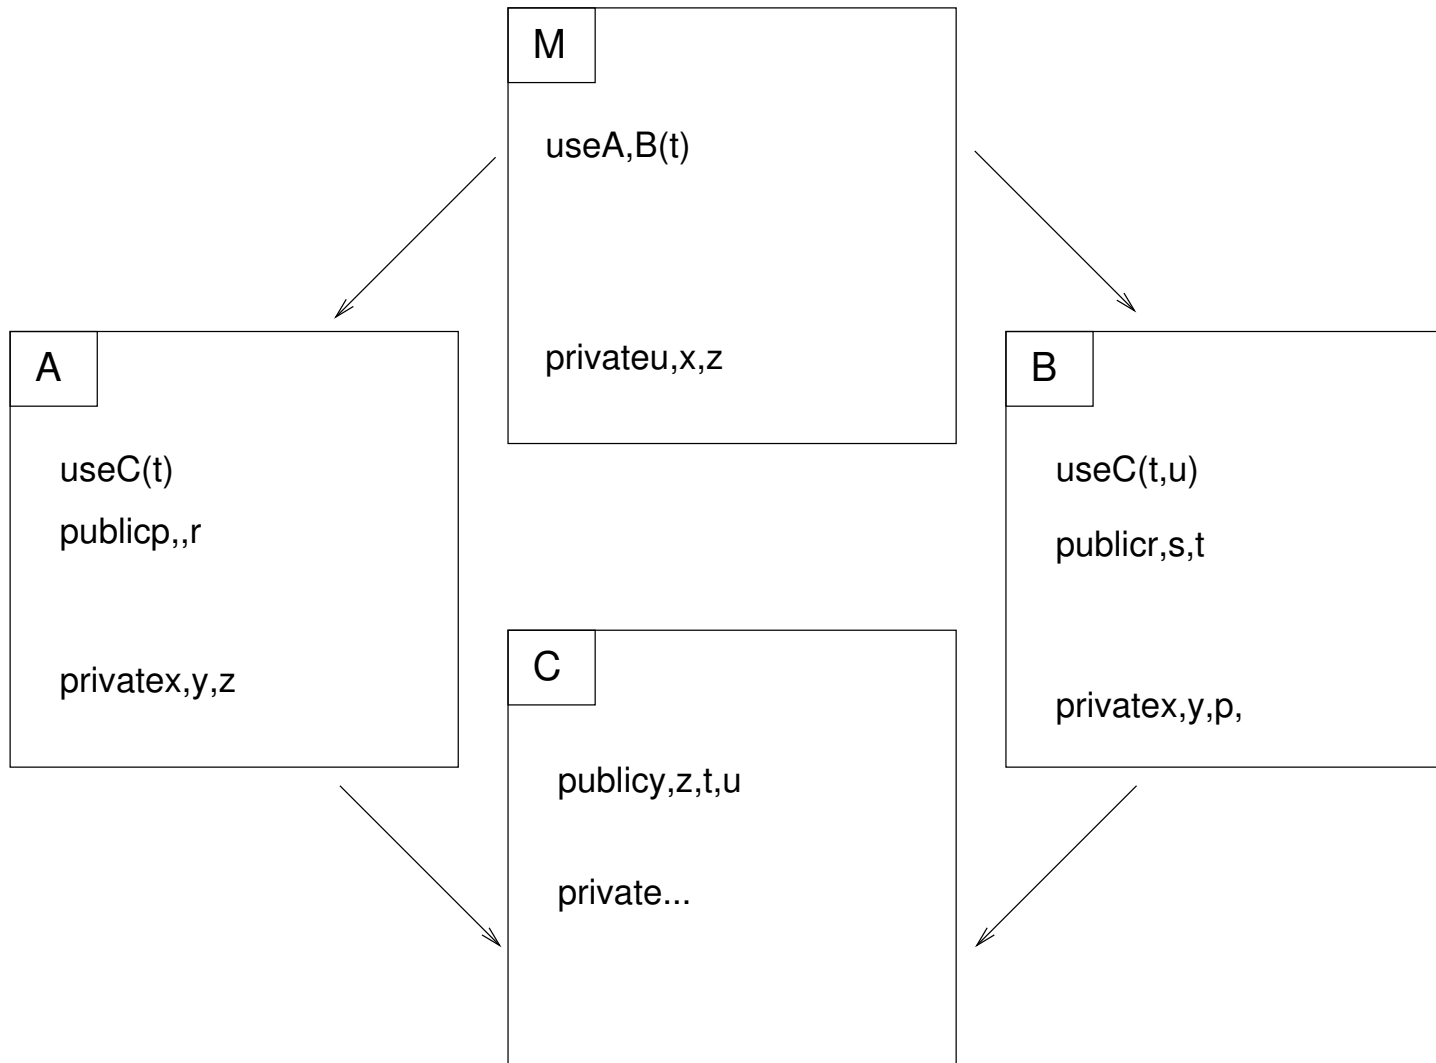 M
useA,B(t)
privateu,x,z
A
useC(t)
publicp,,r
privatex,y,z
B
useC(t,u)
publicr,s,t
privatex,y,p,
C
publicy,z,t,u
private...